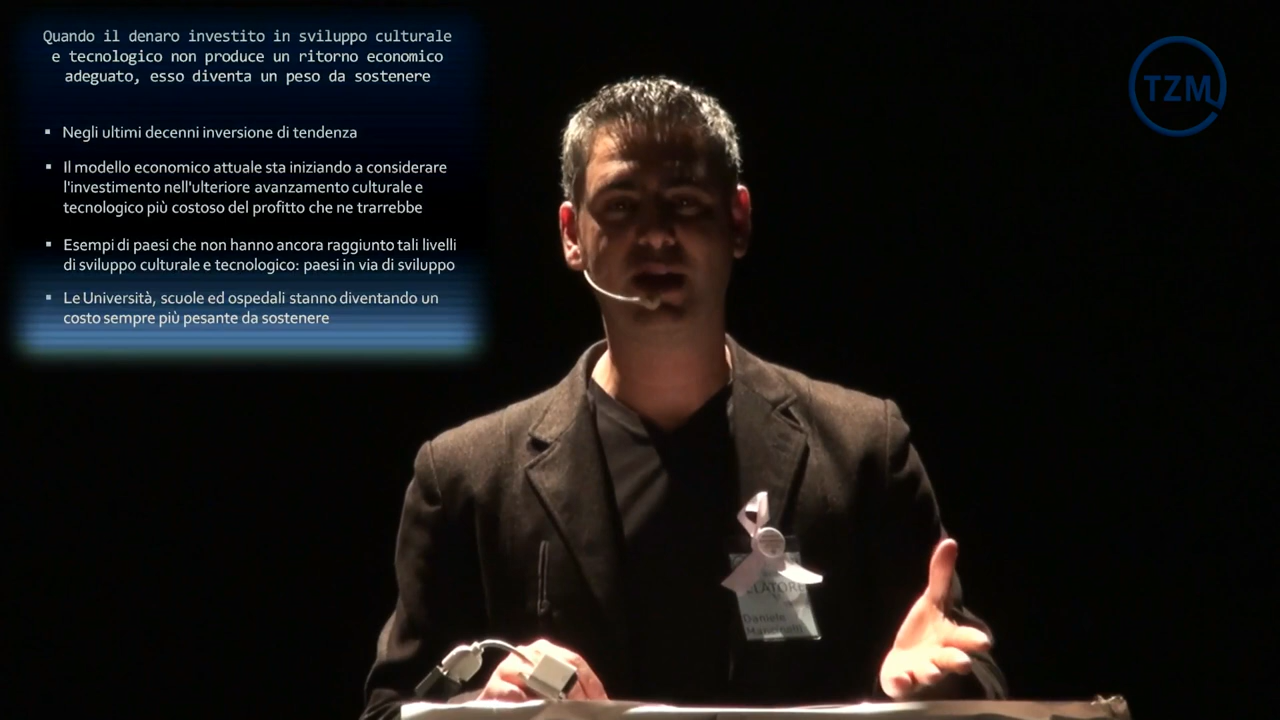 Quando il denaro investito in sviluppo culturale
e tecnologico non produce un ritorno economico
adeguato, esso diventa un peso da sostenere
▪ Negli ultimi decenni inversione di tendenza
▪ Il modello economico attuale sta iniziando a considerare
l'investimento nell'ulteriore avanzamento culturale e
tecnologico più costoso del profitto che ne trarrebbe
▪ Esempi di paesi che non hanno ancora raggiunto tali livelli
di sviluppo culturale e tecnologico: paesi in via di sviluppo
▪ Le Università, scuole ed ospedali stanno diventando un
costo sempre più pesante da sostenere
TZM
Daniele